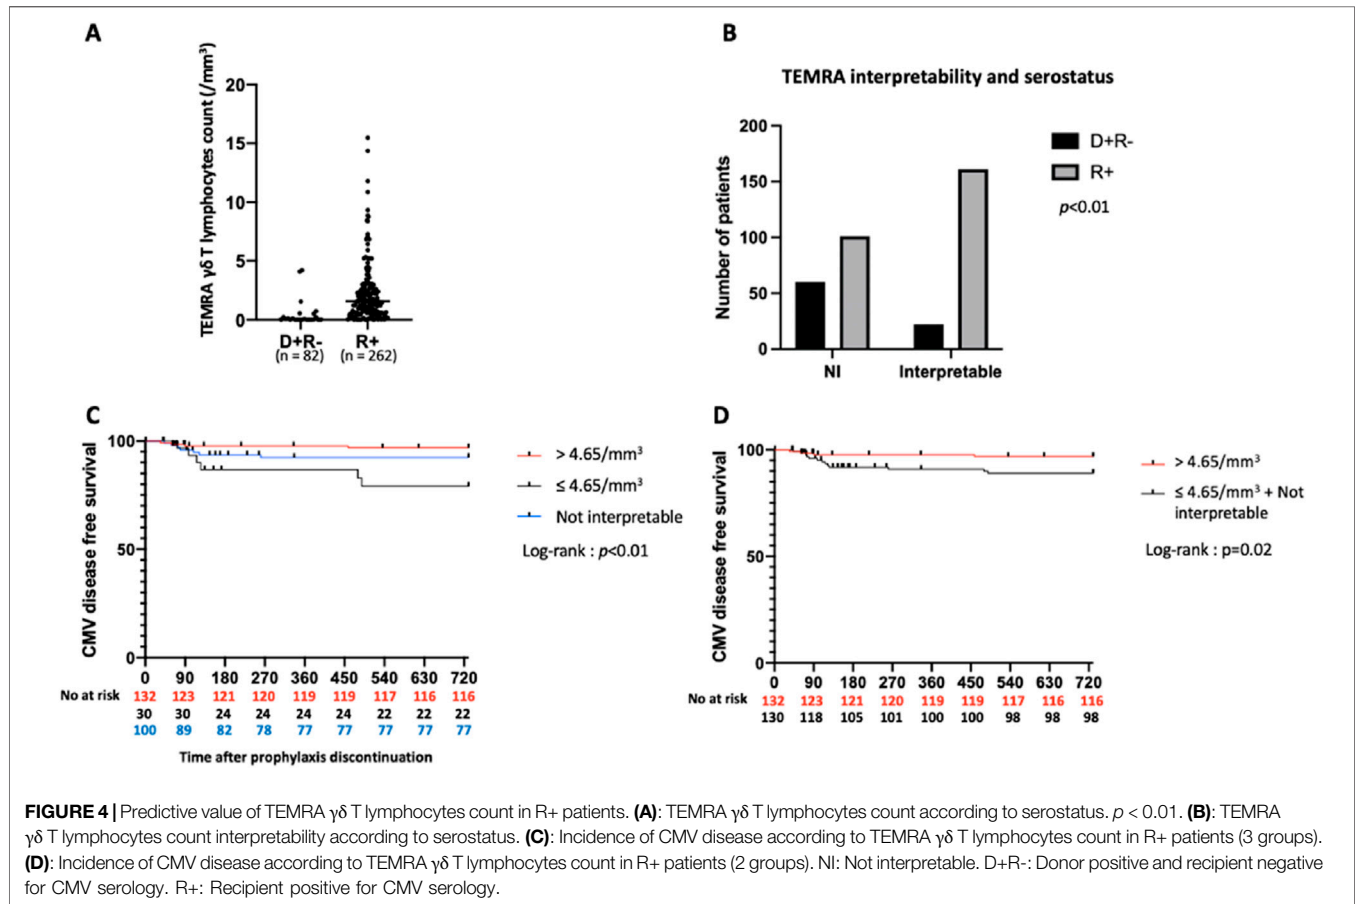 A
TEMRA γδ T lymphocytes count (/mm³)
20
15
10
5
0
D+R-
(n = 82)
R+
(n = 262)
B
TEMRA interpretability and serostatus
Number of patients
200
150
100
50
0
NI
Interpretable
D+R-
R+
p<0.01
C
CMV disease free survival
100
50
0
0 90 180 270 360 450 540 630 720
No at risk 132 123 121 120 119 119 117 116 116
30 30 24 24 24 24 22 22 22
100 89 82 78 77 77 77 77 77
Time after prophylaxis discontinuation
> 4.65/mm³
≤ 4.65/mm³
Not interpretable
Log-rank : p<0.01
D
CMV disease free survival
100
50
0
0 90 180 270 360 450 540 630 720
No at risk 132 123 121 120 119 119 117 116 116
130 118 105 101 100 100 98 98 98
> 4.65/mm³
≤ 4.65/mm³ + Not
interpretable
Log-rank : p=0.02
FIGURE 4 | Predictive value of TEMRA γδ T lymphocytes count in R+ patients. (A): TEMRA γδ T lymphocytes count according to serostatus. p < 0.01. (B): TEMRA
γδ T lymphocytes count interpretability according to serostatus. (C): Incidence of CMV disease according to TEMRA γδ T lymphocytes count in R+ patients (3 groups).
(D): Incidence of CMV disease according to TEMRA γδ T lymphocytes count in R+ patients (2 groups). NI: Not interpretable. D+R-: Donor positive and recipient negative
for CMV serology. R+: Recipient positive for CMV serology.